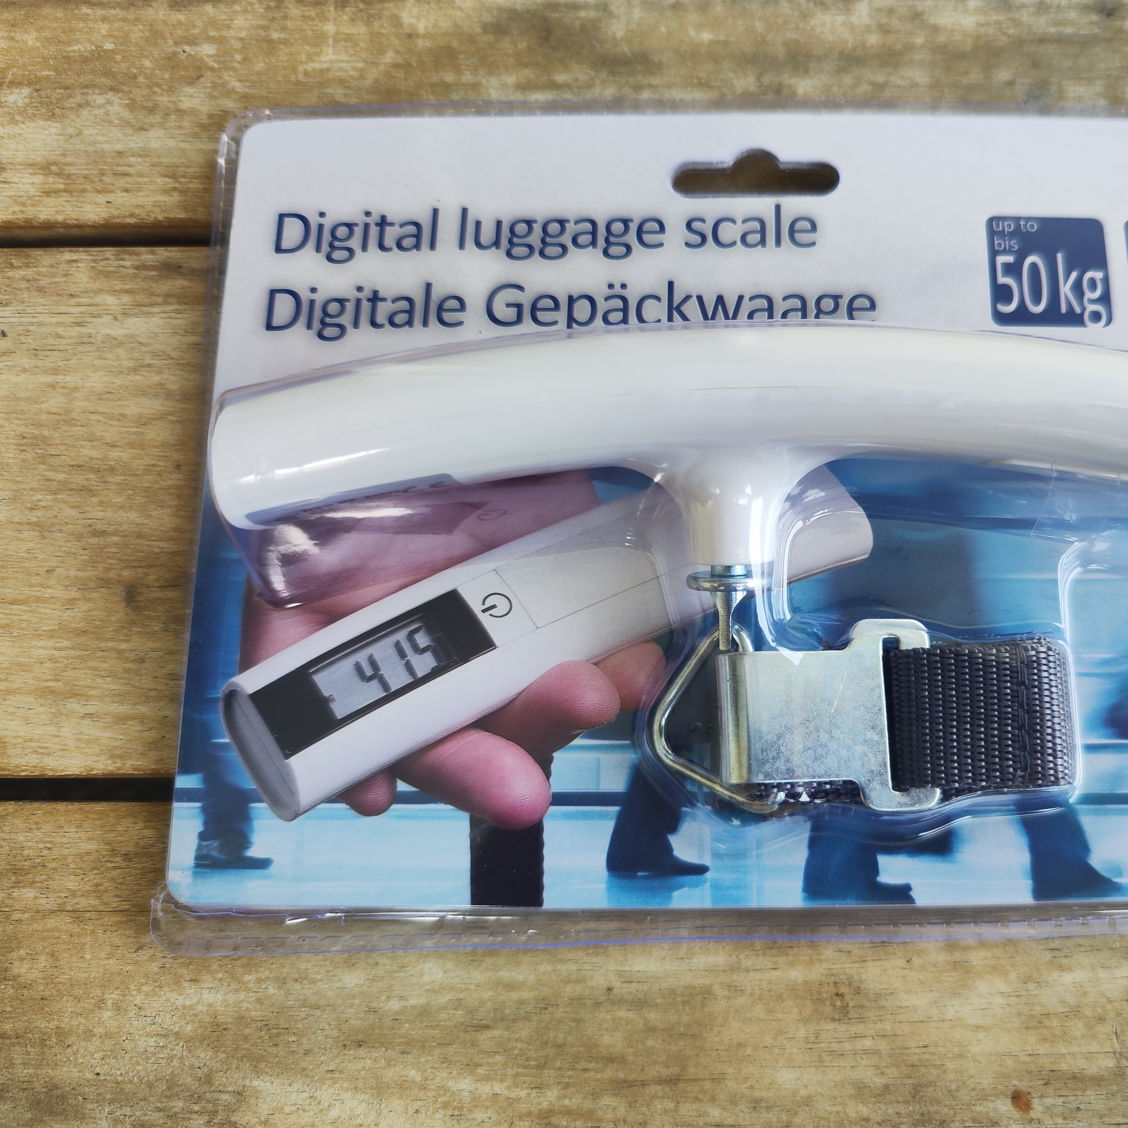 Digital luggage scale
Digitale Gepäckwaage
up to
bis
50 kg
415